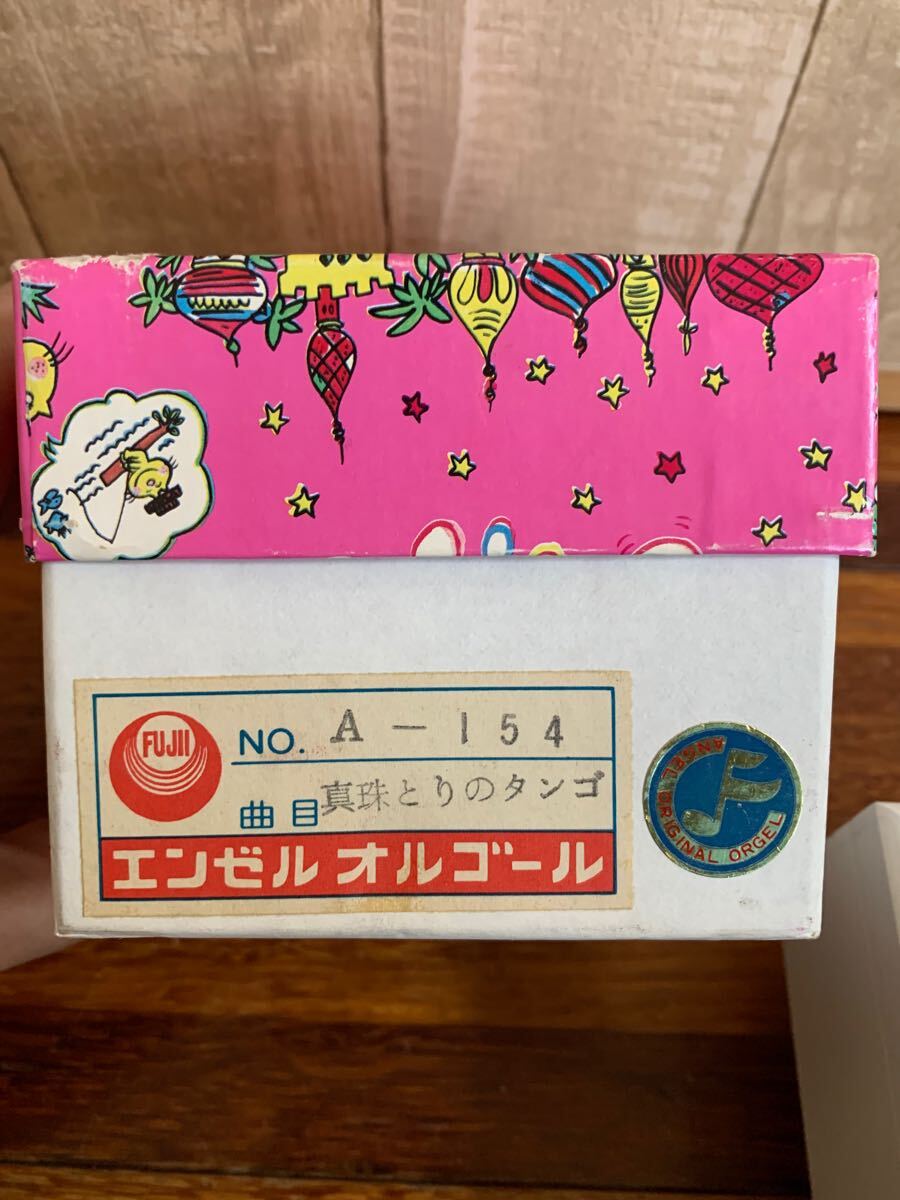 FUJII
NO. A-154
曲目 真珠とりのタンゴ
エンゼル オルゴール
ANGEL ORIGINAL ORGEL